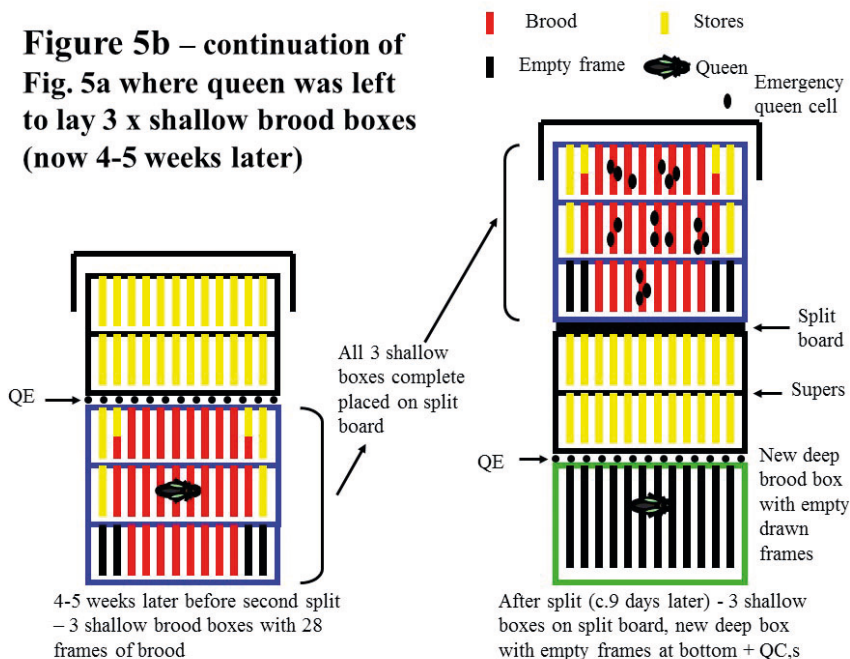 Figure 5b – continuation of
Fig. 5a where queen was left
to lay 3 x shallow brood boxes
(now 4-5 weeks later)
Brood
Stores
Empty frame
Queen
Emergency
queen cell
QE
All 3 shallow
boxes complete
placed on split
board
Split
board
Supers
QE
New deep
brood box
with empty
drawn
frames
4-5 weeks later before second split
– 3 shallow brood boxes with 28
frames of brood
After split (c.9 days later) - 3 shallow
boxes on split board, new deep box
with empty frames at bottom + QC,s